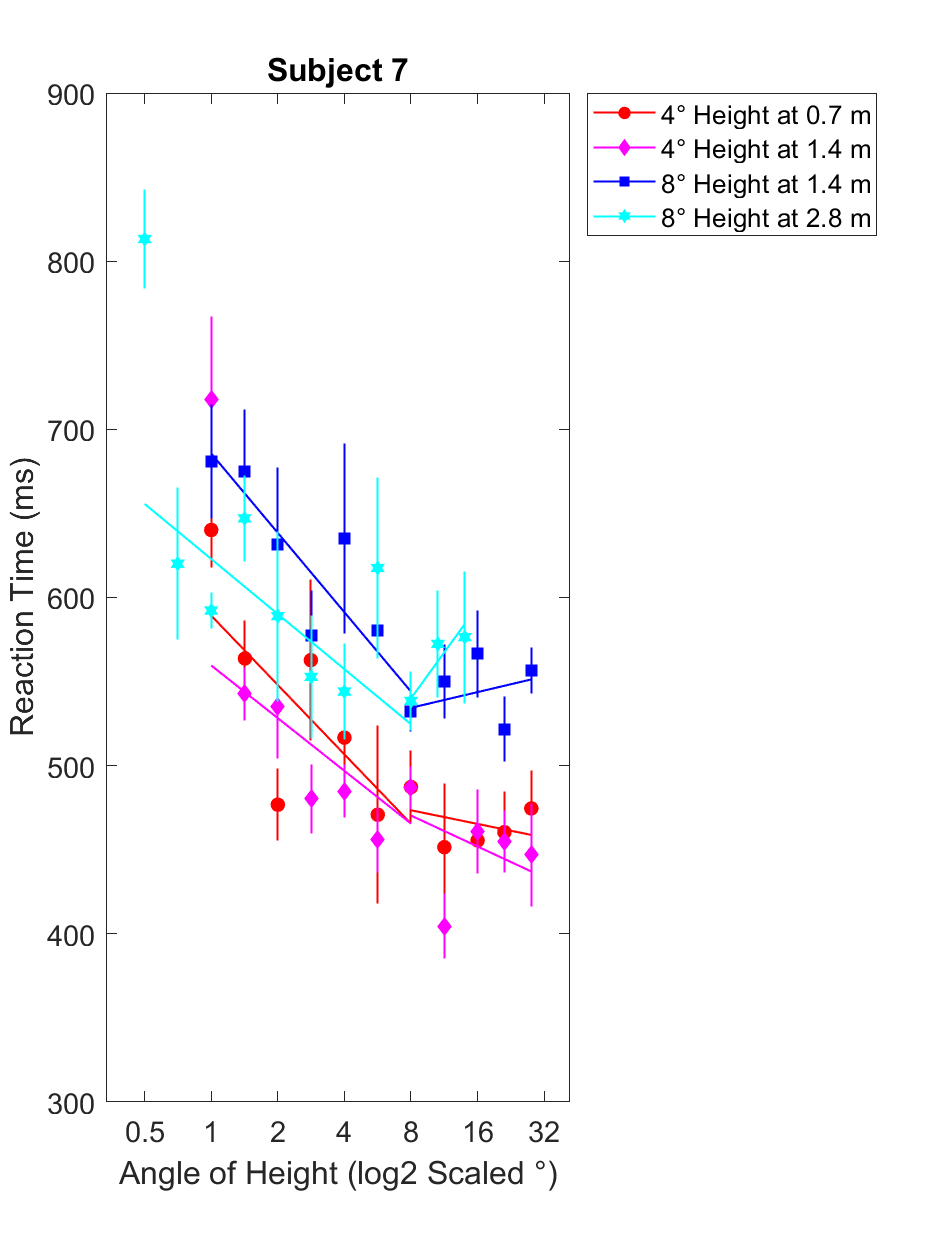 Subject 7
900
800
700
600
500
400
300
Reaction Time (ms)
0.5 1 2 4 8 16 32
Angle of Height (log2 Scaled °)
4° Height at 0.7 m
4° Height at 1.4 m
8° Height at 1.4 m
8° Height at 2.8 m